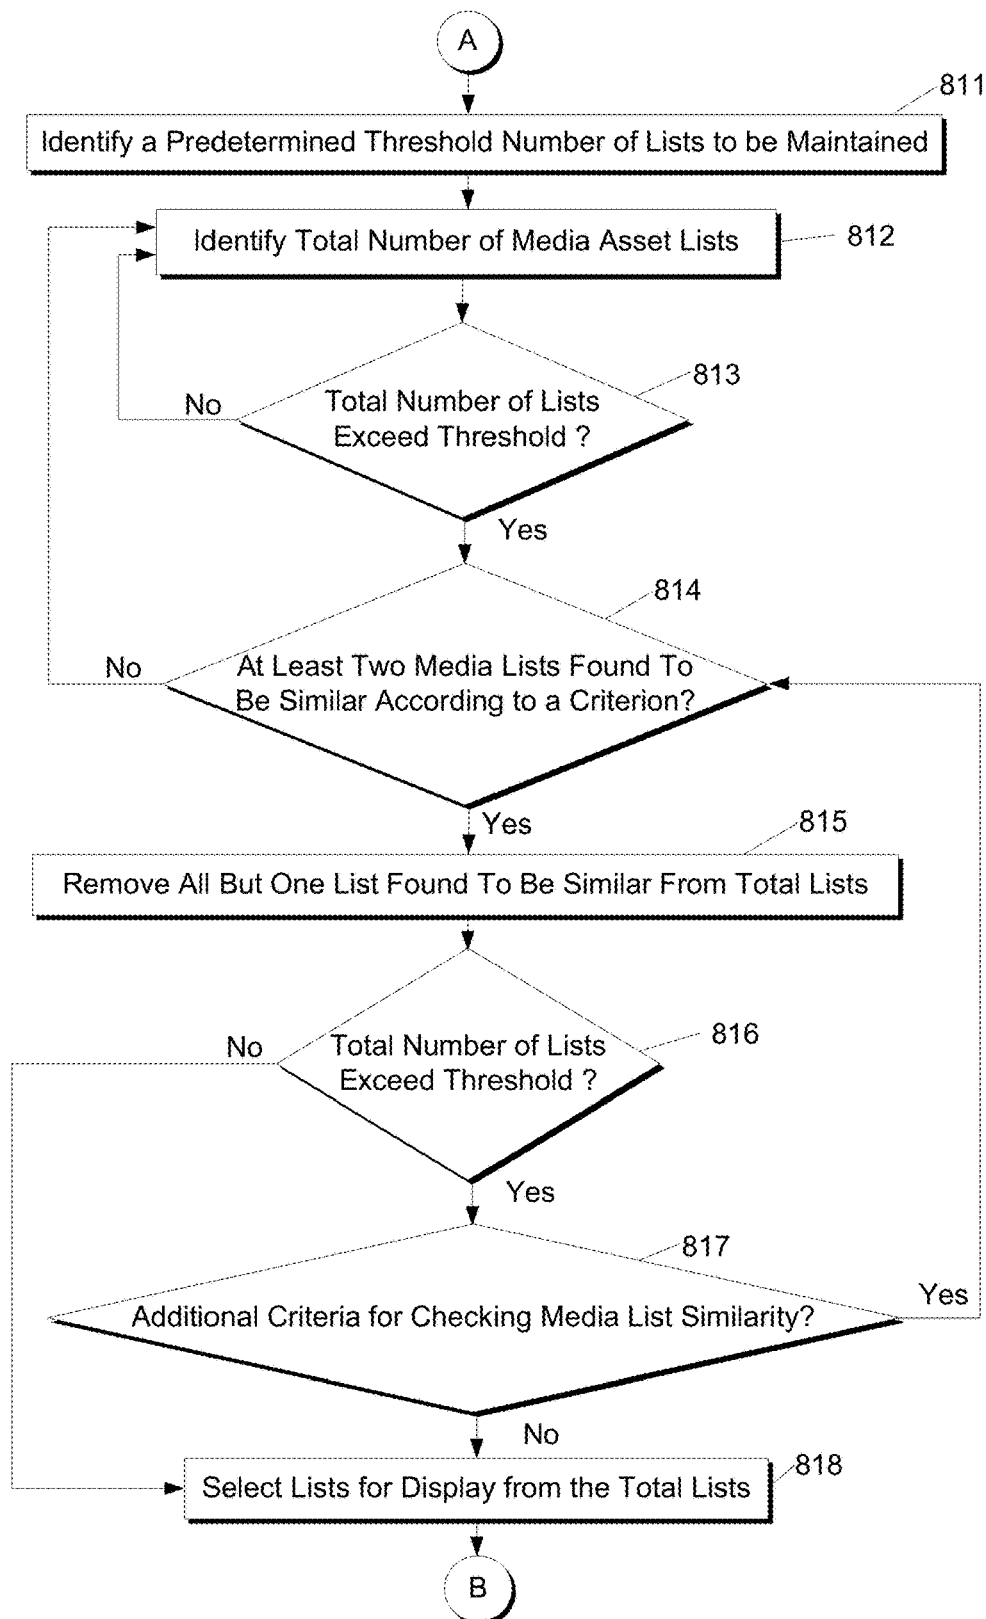 A
811
Identify a Predetermined Threshold Number of Lists to be Maintained
Identify Total Number of Media Asset Lists
812
813
Total Number of Lists
Exceed Threshold ?
No
Yes
814
At Least Two Media Lists Found To
Be Similar According to a Criterion?
No
Yes
815
Remove All But One List Found To Be Similar From Total Lists
816
Total Number of Lists
Exceed Threshold ?
No
Yes
817
Additional Criteria for Checking Media List Similarity?
Yes
No
818
Select Lists for Display from the Total Lists
B